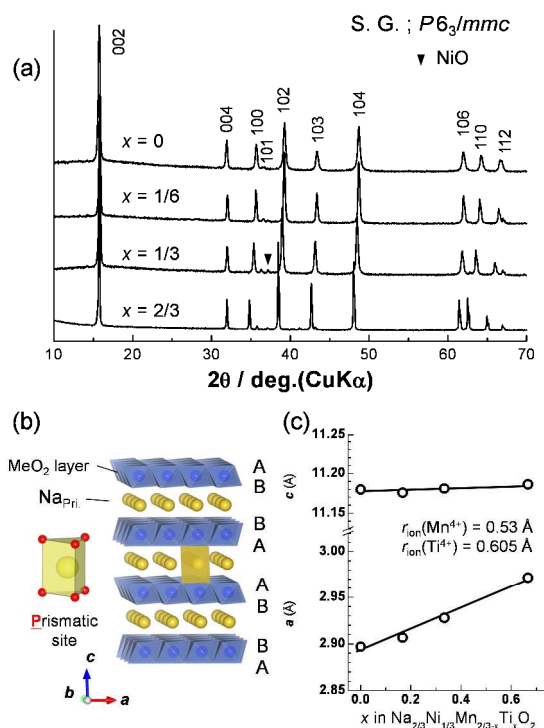 (a)
S. G. ; P6₃/mmc
▼ NiO
002
004
100
101
102
103
104
106
110
112
x = 0
x = 1/6
x = 1/3
x = 2/3
10 20 30 40 50 60 70
2θ / deg.(CuKα)
(b)
MeO₂ layer
Na_Pri.
A
B
B
A
A
B
B
A
Prismatic
site
c
b
a
(c)
11.25
11.20
11.15
3.00
2.95
2.90
2.85
c (Å)
a (Å)
r_ion(Mn⁴⁺) = 0.53 Å
r_ion(Ti⁴⁺) = 0.605 Å
0.0 0.2 0.4 0.6
x in Na₂/₃Ni₁/₃Mn₂/₃₋ₓTiₓO₂